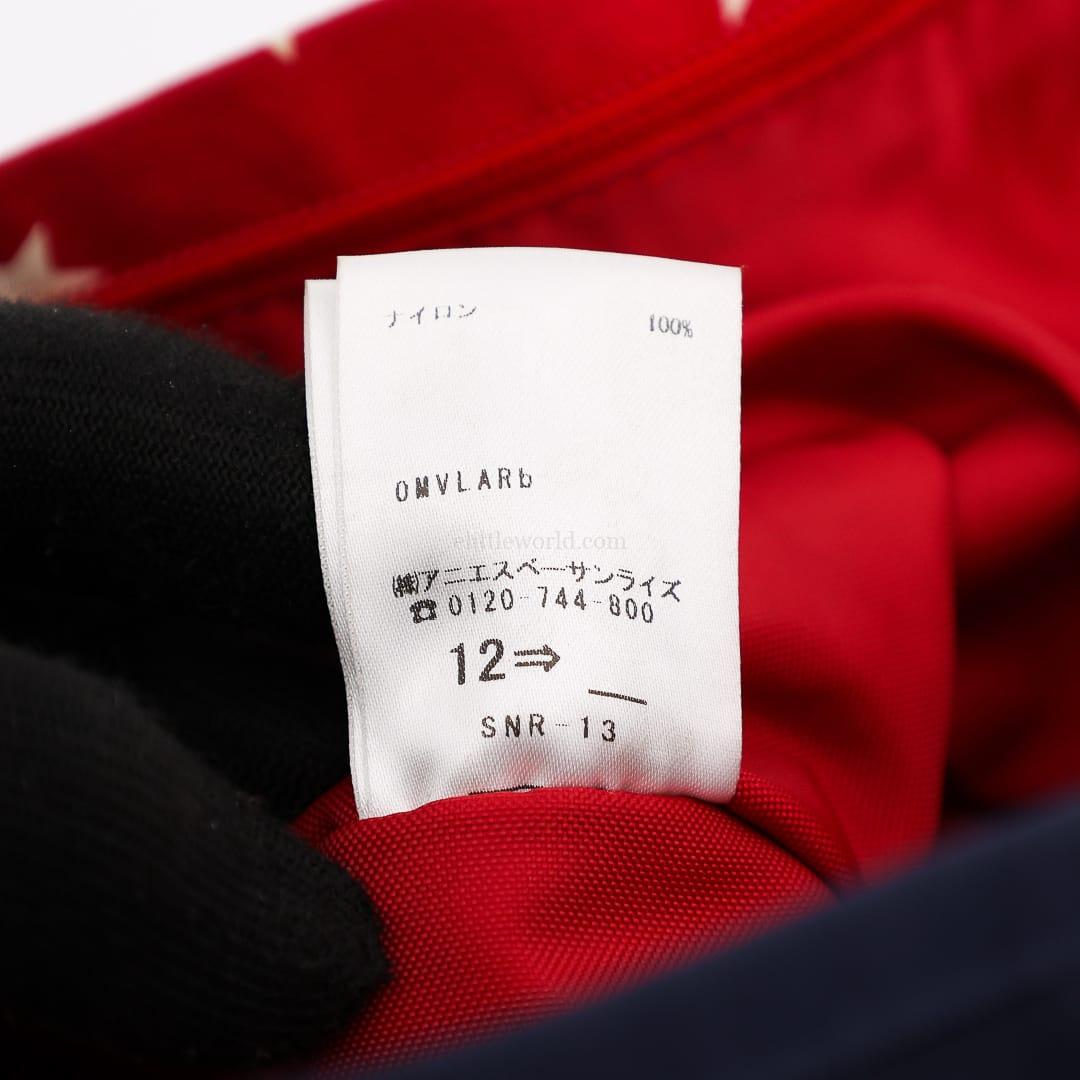 ナイロン 100%
OMVLARb
elittleworld.com
㈱アニエスベーサンライズ
☎0120-744-800
12⇒
SNR-13